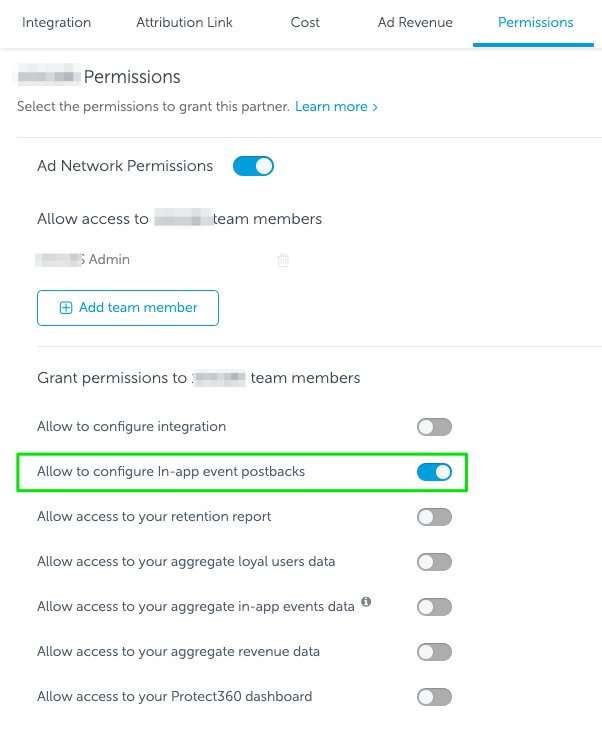 Integration Attribution Link Cost Ad Revenue Permissions
Permissions
Select the permissions to grant this partner. Learn more >
Ad Network Permissions
Allow access to team members
Admin
Add team member
Grant permissions to team members
Allow to configure integration
Allow to configure In-app event postbacks
Allow access to your retention report
Allow access to your aggregate loyal users data
Allow access to your aggregate in-app events data
Allow access to your aggregate revenue data
Allow access to your Protect360 dashboard